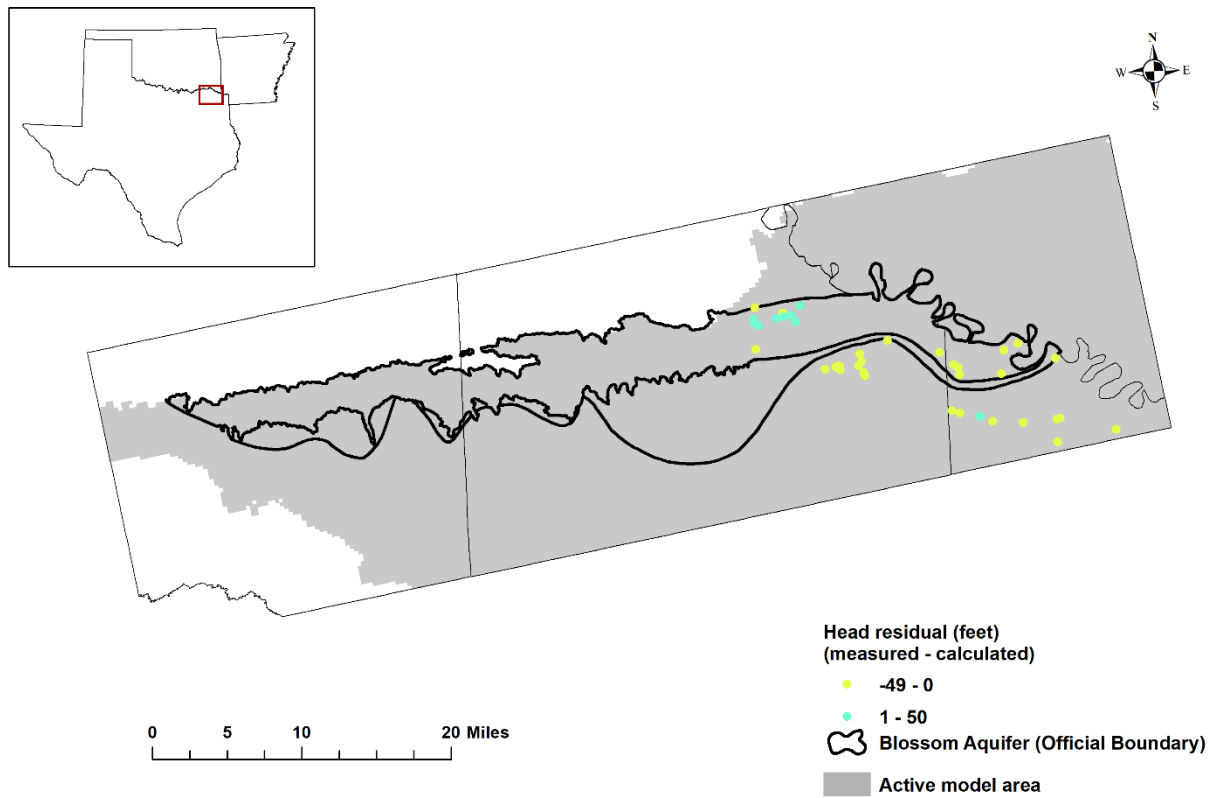 N
W E
S
Head residual (feet)
(measured - calculated)
-49 - 0
1 - 50
Blossom Aquifer (Official Boundary)
Active model area
0 5 10 20 Miles